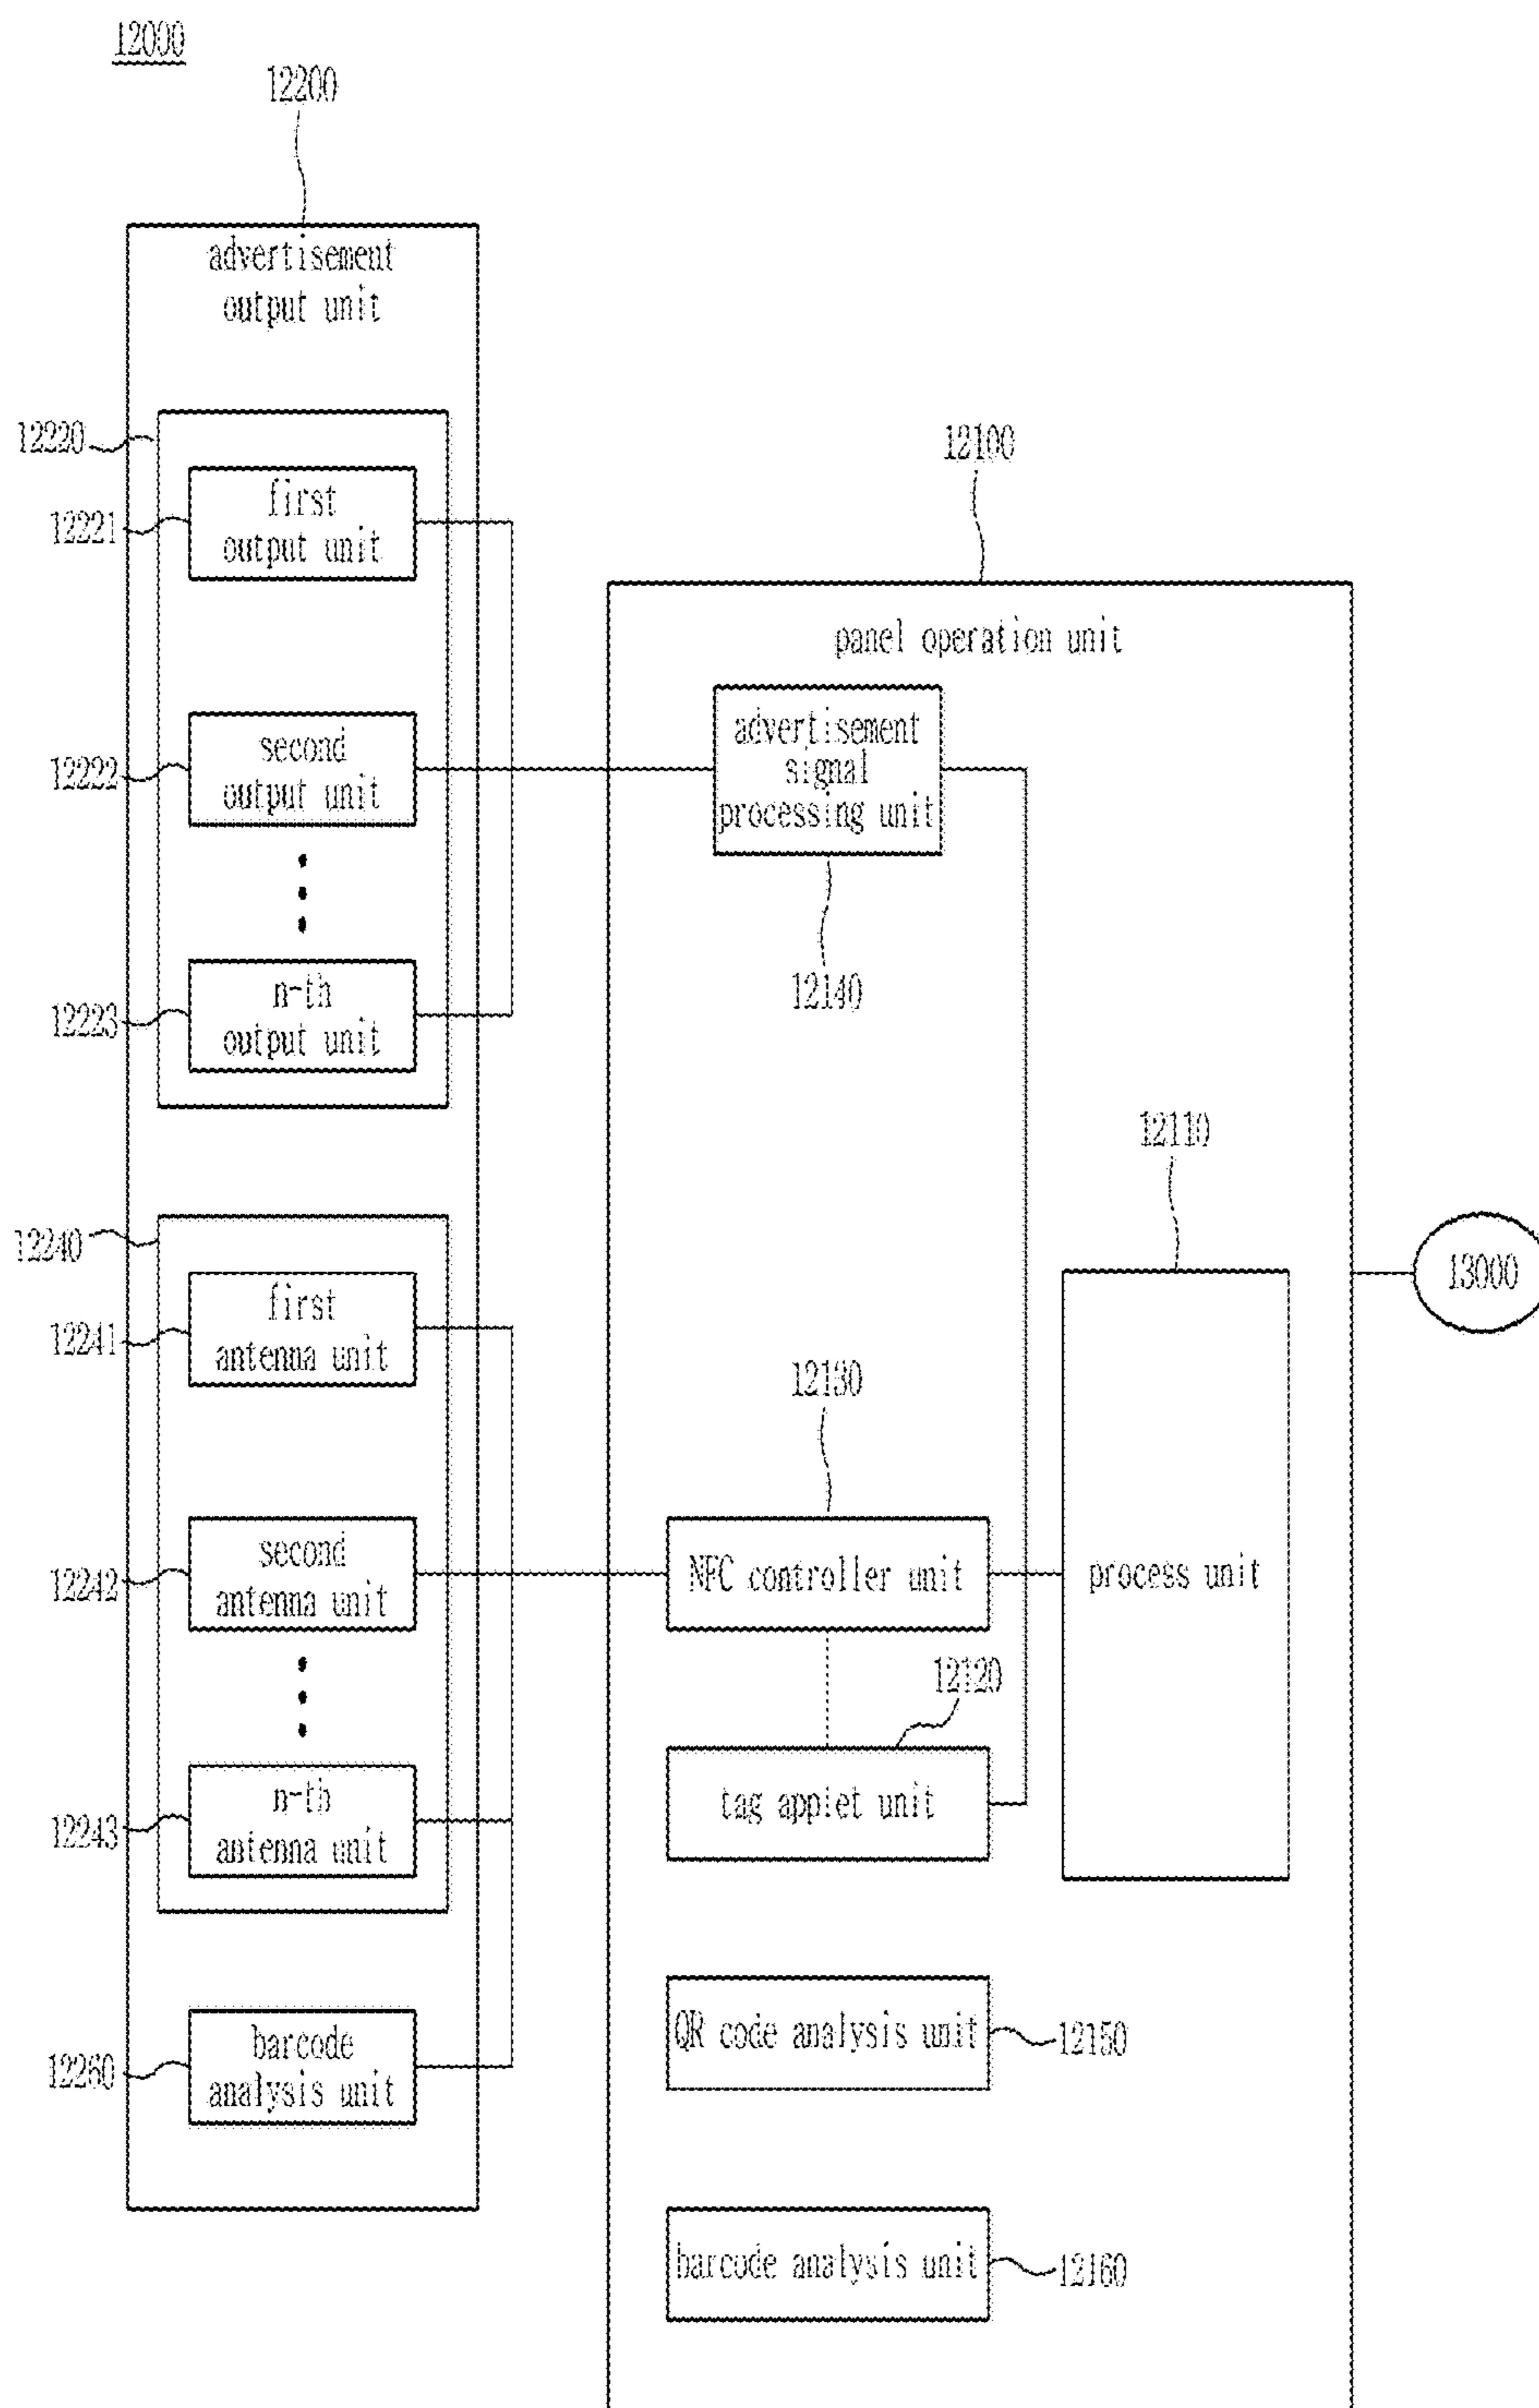 12000
12200
advertisement
output unit
12220
12221
first
output unit
12222
second
output unit
12223
n-th
output unit
12240
12241
first
antenna unit
12242
second
antenna unit
12243
n-th
antenna unit
12260
barcode
analysis unit
12100
panel operation unit
advertisement
signal
processing unit
12140
12110
process unit
13000
12130
NFC controller unit
12120
tag applet unit
QR code analysis unit
12150
barcode analysis unit
12160